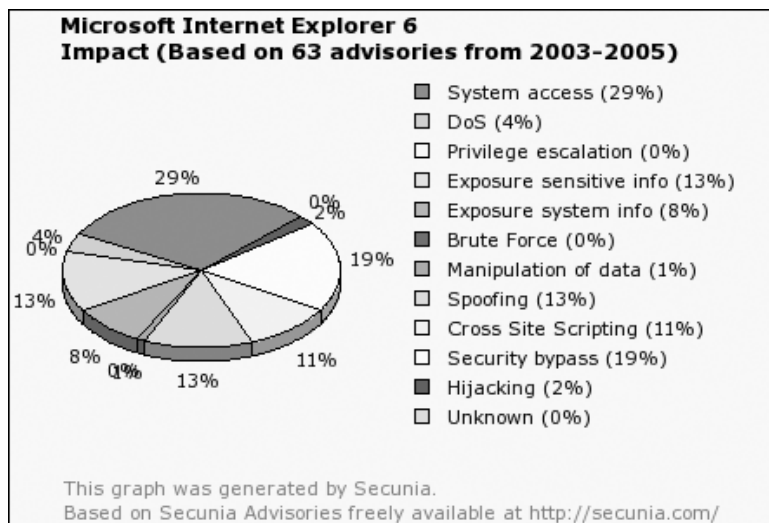 Microsoft Internet Explorer 6
Impact (Based on 63 advisories from 2003-2005)
System access (29%)
DoS (4%)
Privilege escalation (0%)
Exposure sensitive info (13%)
Exposure system info (8%)
Brute Force (0%)
Manipulation of data (1%)
Spoofing (13%)
Cross Site Scripting (11%)
Security bypass (19%)
Hijacking (2%)
Unknown (0%)
29%
0%
2%
19%
11%
13%
1%
0%
8%
13%
0%
4%
This graph was generated by Secunia.
Based on Secunia Advisories freely available at http://secunia.com/